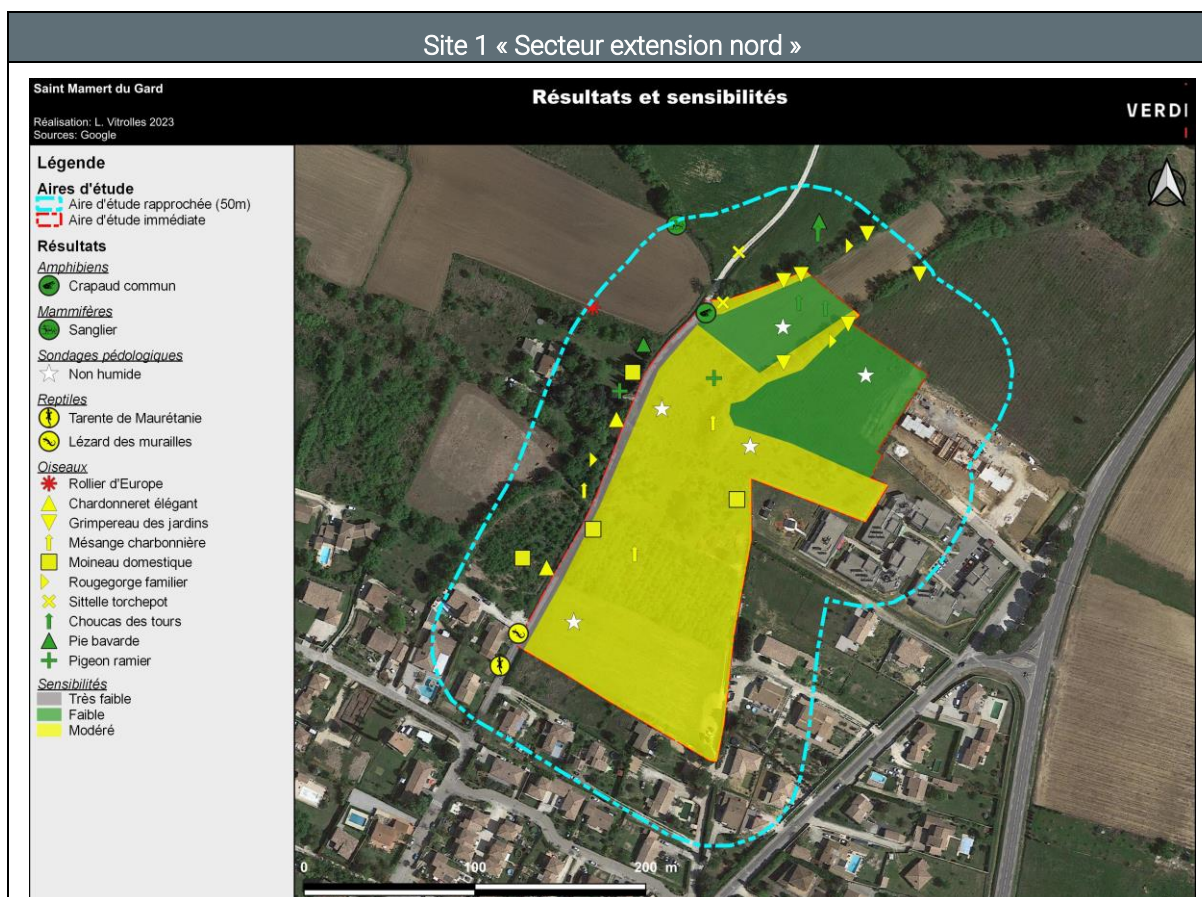 Site 1 « Secteur extension nord »
Saint Mamert du Gard
Résultats et sensibilités
VERDI
Réalisation: L. Vitrolles 2023
Sources: Google
Légende
Aires d'étude
Aire d'étude rapprochée (50m)
Aire d'étude immédiate
Résultats
Amphibiens
Crapaud commun
Mammifères
Sanglier
Sondages pédologiques
Non humide
Reptiles
Tarente de Maurétanie
Lézard des murailles
Oiseaux
Rollier d'Europe
Chardonneret élégant
Grimpereau des jardins
Mésange charbonnière
Moineau domestique
Rougegorge familier
Sittelle torchepot
Choucas des tours
Pie bavarde
Pigeon ramier
Sensibilités
Très faible
Faible
Modéré
0 100 200 m